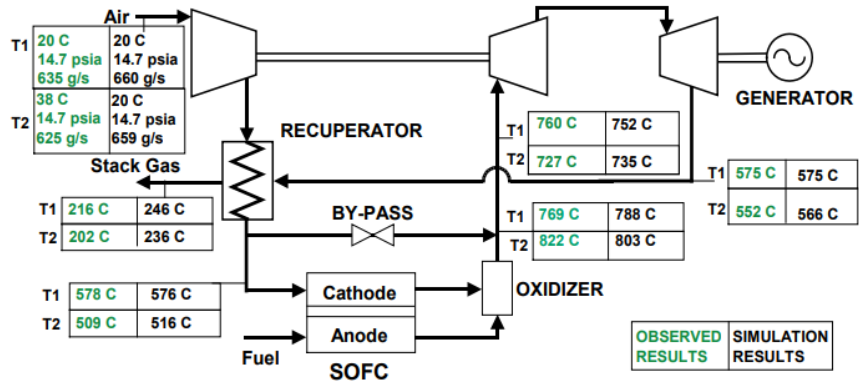 Air
T1 20 C 20 C
14.7 psia 14.7 psia
635 g/s 660 g/s
T2 38 C 20 C
14.7 psia 14.7 psia
625 g/s 659 g/s
GENERATOR
RECUPERATOR
T1 760 C 752 C
T2 727 C 735 C
Stack Gas
T1 575 C 575 C
T2 552 C 566 C
T1 216 C 246 C
T2 202 C 236 C
BY-PASS
T1 769 C 788 C
T2 822 C 803 C
T1 578 C 576 C
T2 509 C 516 C
Cathode
OXIDIZER
Anode
Fuel
SOFC
OBSERVED SIMULATION
RESULTS RESULTS